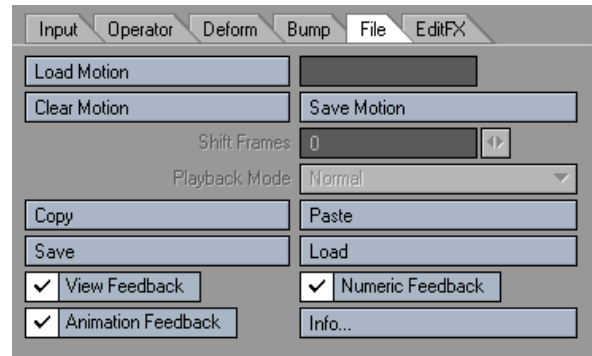 Input Operator Deform Bump File EditFX
Load Motion
Clear Motion Save Motion
Shift Frames 0
Playback Mode Normal
Copy Paste
Save Load
View Feedback Numeric Feedback
Animation Feedback Info...